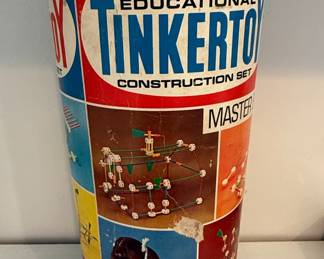 EDUCATIONAL
TINKERTOY
CONSTRUCTION SET
MASTER